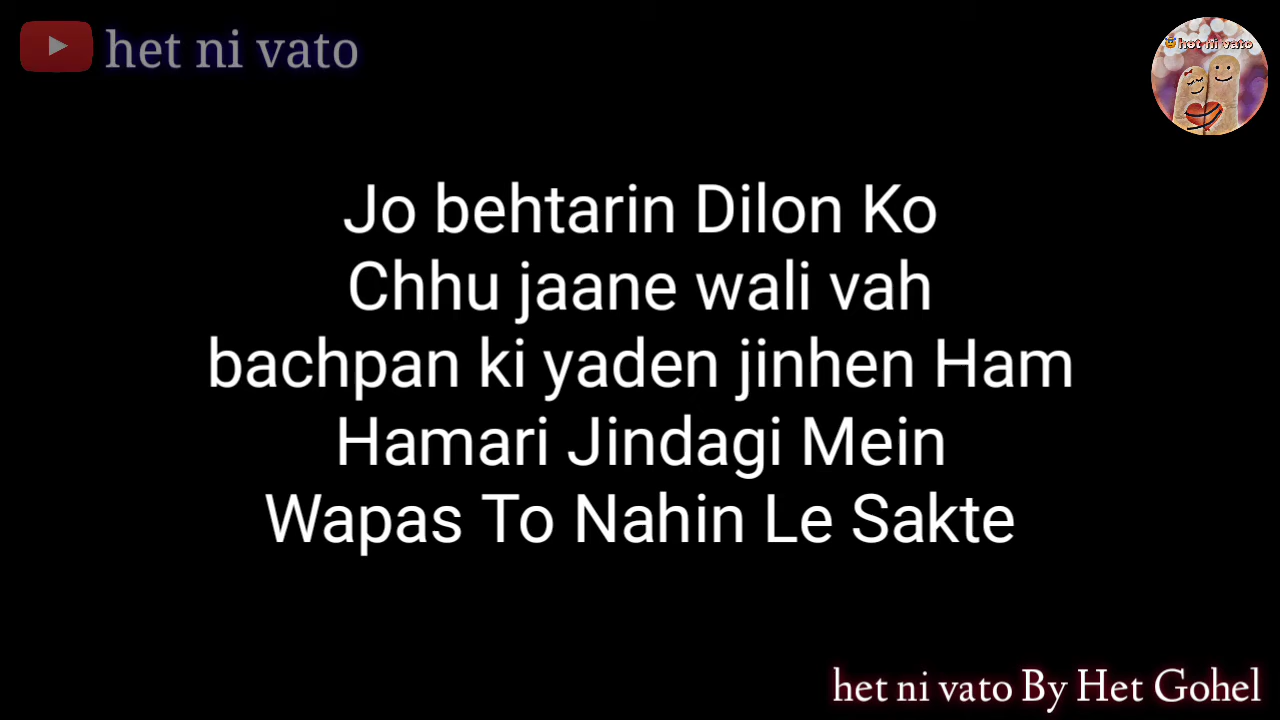 het ni vato
het ni vato
Jo behtarin Dilon Ko
Chhu jaane wali vah
bachpan ki yaden jinhen Ham
Hamari Jindagi Mein
Wapas To Nahin Le Sakte
het ni vato By Het Gohel